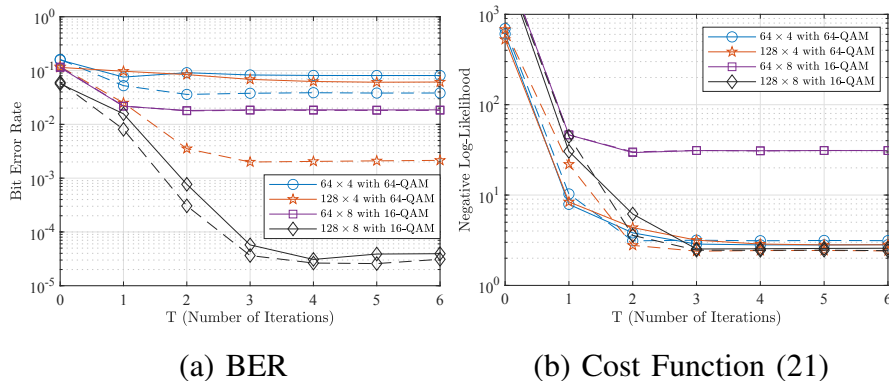 10^0
10^-1
10^-2
10^-3
10^-4
10^-5
Bit Error Rate
64 × 4 with 64-QAM
128 × 4 with 64-QAM
64 × 8 with 16-QAM
128 × 8 with 16-QAM
0 1 2 3 4 5 6
T (Number of Iterations)
(a) BER
10^3
10^2
10^1
10^0
Negative Log-Likelihood
64 × 4 with 64-QAM
128 × 4 with 64-QAM
64 × 8 with 16-QAM
128 × 8 with 16-QAM
0 1 2 3 4 5 6
T (Number of Iterations)
(b) Cost Function (21)